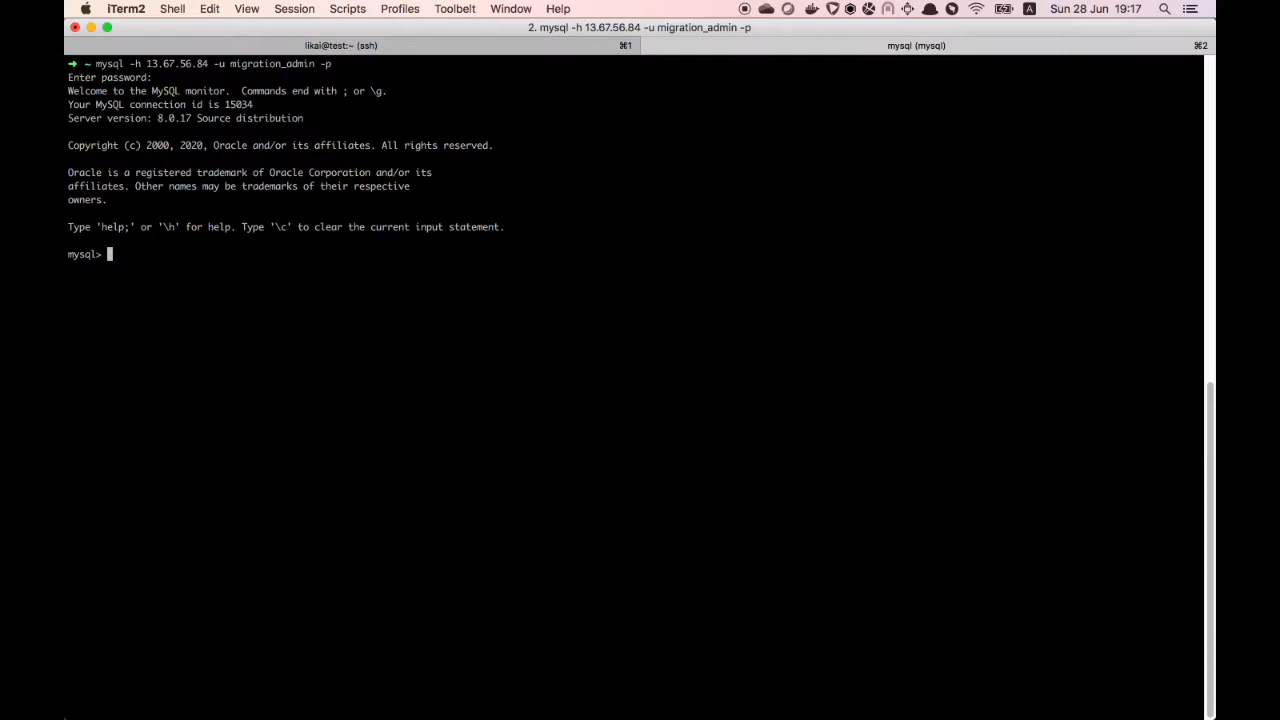 iTerm2 Shell Edit View Session Scripts Profiles Toolbelt Window Help A Sun 28 Jun 19:17
2. mysql -h 13.67.56.84 -u migration_admin -p
likai@test:~ (ssh) ⌘1 mysql (mysql) ⌘2
➜ ~ mysql -h 13.67.56.84 -u migration_admin -p
Enter password:
Welcome to the MySQL monitor.  Commands end with ; or \g.
Your MySQL connection id is 15034
Server version: 8.0.17 Source distribution
Copyright (c) 2000, 2020, Oracle and/or its affiliates. All rights reserved.
Oracle is a registered trademark of Oracle Corporation and/or its
affiliates. Other names may be trademarks of their respective
owners.
Type 'help;' or '\h' for help. Type '\c' to clear the current input statement.
mysql>